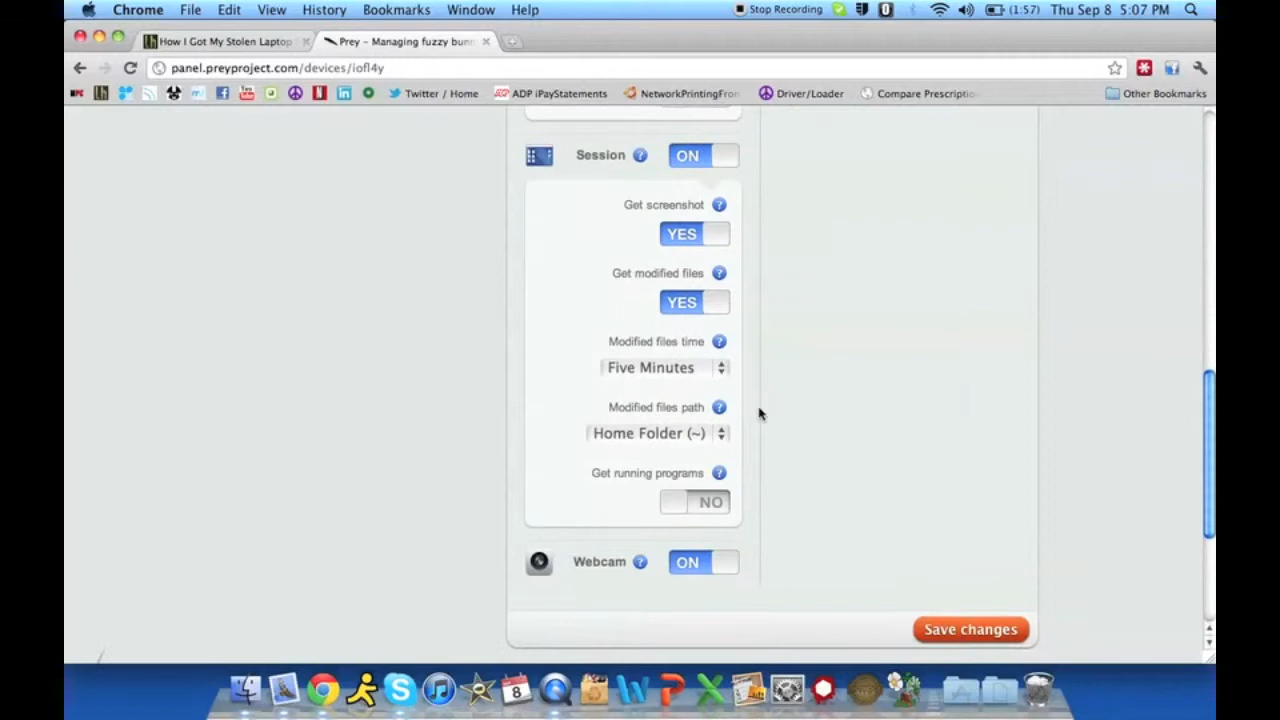 Chrome File Edit View History Bookmarks Window Help Stop Recording (1:57) Thu Sep 8 5:07 PM
How I Got My Stolen Laptop Prey – Managing fuzzy bunn
panel.preyproject.com/devices/iofl4y
Twitter / Home ADP iPayStatements NetworkPrintingFron Driver/Loader Compare Prescriptio Other Bookmarks
Session ON
Get screenshot
YES
Get modified files
YES
Modified files time
Five Minutes
Modified files path
Home Folder (~)
Get running programs
NO
Webcam ON
Save changes
8